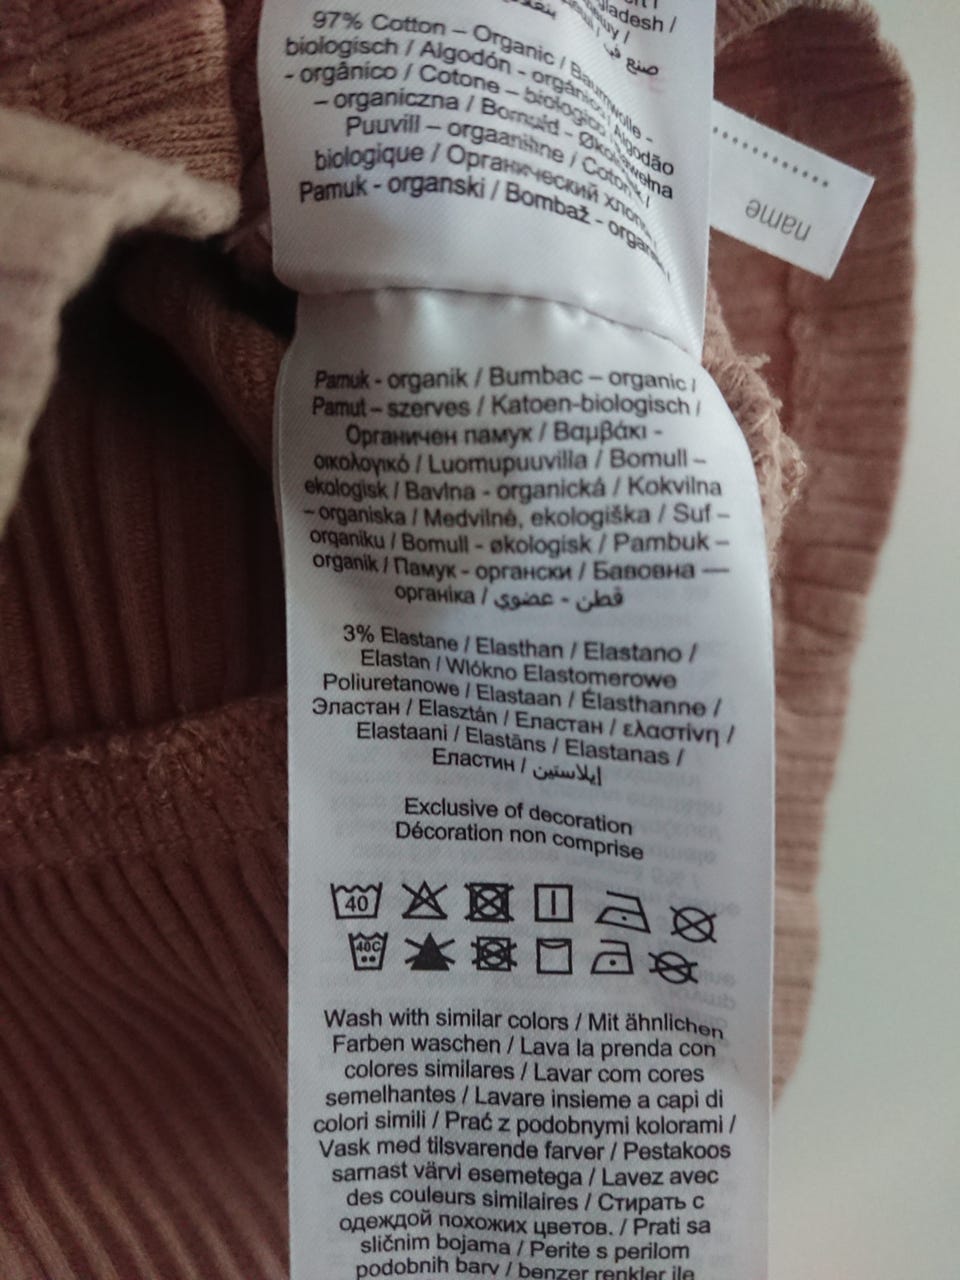 ladesh /
صنع في
97% Cotton – Organic / Baumwolle -
biologisch / Algodón - orgánico / Algodão
- orgânico / Cotone – biologico / Bawełna
– organiczna / Bomuld - Økologisk /
Puuvill – orgaaniline / Coton -
biologique / Органический хлопок /
Pamuk - organski / Bombaž - organski /
name
Pamuk - organik / Bumbac – organic /
Pamut – szerves / Katoen-biologisch /
Органичен памук / Βαμβάκι -
οικολογικό / Luomupuuvilla / Bomull –
ekologisk / Bavlna - organická / Kokvilna
– organiska / Medvilnė, ekologiška / Suf –
organiku / Bomull - økologisk / Pambuk –
organik / Памук - органски / Бавовна —
органіка / قطن - عضوي
3% Elastane / Elasthan / Elastano /
Elastan / Włókno Elastomerowe
Poliuretanowe / Elastaan / Élasthanne /
Эластан / Elasztán / Еластан / ελαστίνη /
Elastaani / Elastāns / Elastanas /
Еластин / إيلاستين
Exclusive of decoration
Décoration non comprise
40
40C
Wash with similar colors / Mit ähnlichen
Farben waschen / Lava la prenda con
colores similares / Lavar com cores
semelhantes / Lavare insieme a capi di
colori simili / Prać z podobnymi kolorami /
Vask med tilsvarende farver / Pestakoos
samast värvi esemetega / Lavez avec
des couleurs similaires / Стирать с
одеждой похожих цветов. / Prati sa
sličnim bojama / Perite s perilom
podobnih barv / benzer renkler ile